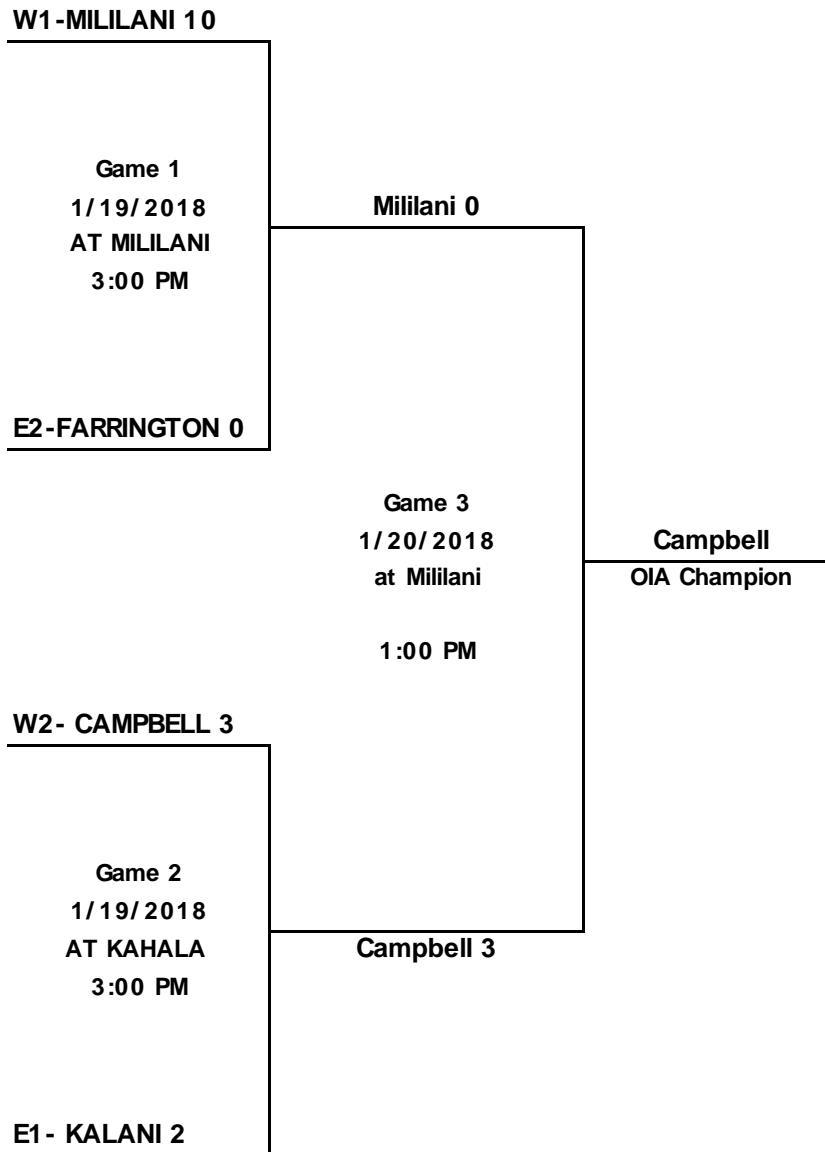 W1-MILILANI 10
Game 1
1/19/2018
AT MILILANI
3:00 PM
Mililani 0
E2-FARRINGTON 0
Game 3
1/20/2018
at Mililani
1:00 PM
Campbell
OIA Champion
W2- CAMPBELL 3
Game 2
1/19/2018
AT KAHALA
3:00 PM
Campbell 3
E1- KALANI 2